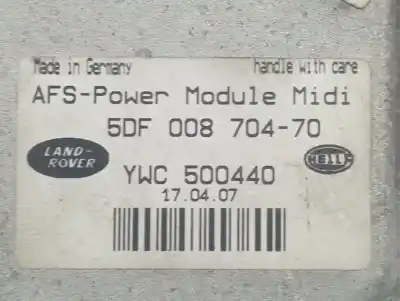 Made in Germany handle with care
AFS-Power Module Midi
5DF 008 704-70
LAND-
ROVER
HELLA
YWC 500440
17.04.07